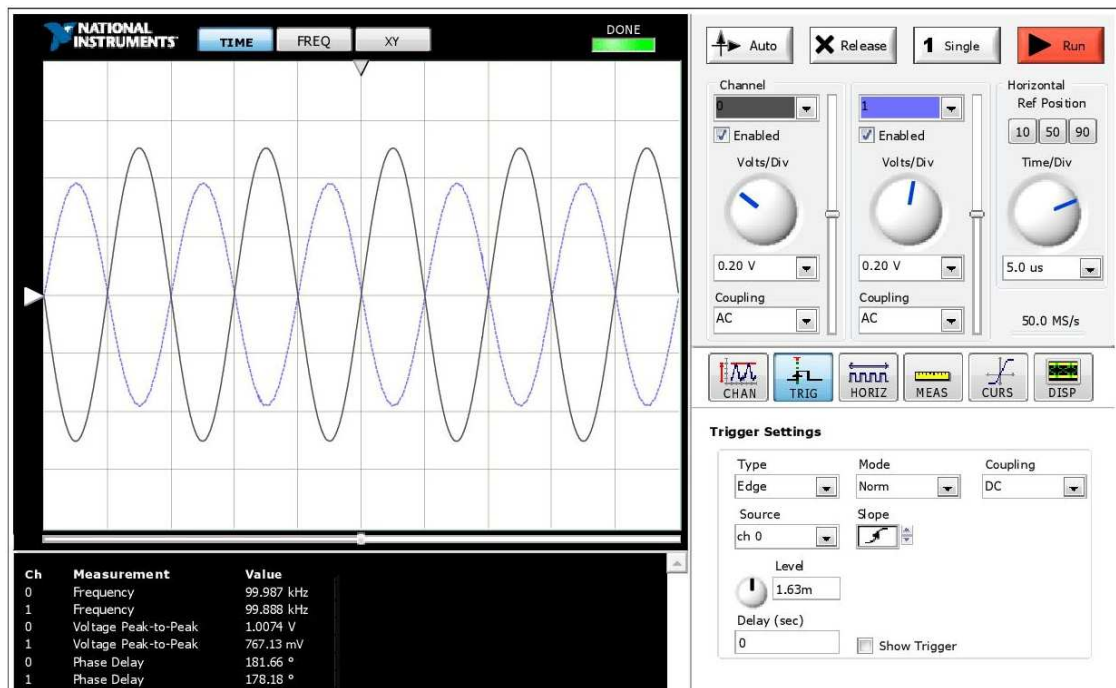 NATIONAL
INSTRUMENTS
TIME FREQ XY
DONE
Auto Release 1 Single Run
Channel
0
Enabled
Volts/Div
0.20 V
Coupling
AC
1
Enabled
Volts/Div
0.20 V
Coupling
AC
Horizontal
Ref Position
10 50 90
Time/Div
5.0 us
50.0 MS/s
CHAN TRIG HORIZ MEAS CURS DISP
Trigger Settings
Type Mode Coupling
Edge Norm DC
Source Slope
ch 0
Level
1.63m
Delay (sec)
0 Show Trigger
Ch Measurement Value
0 Frequency 99.987 kHz
1 Frequency 99.888 kHz
0 Voltage Peak-to-Peak 1.0074 V
1 Voltage Peak-to-Peak 767.13 mV
0 Phase Delay 181.66 °
1 Phase Delay 178.18 °